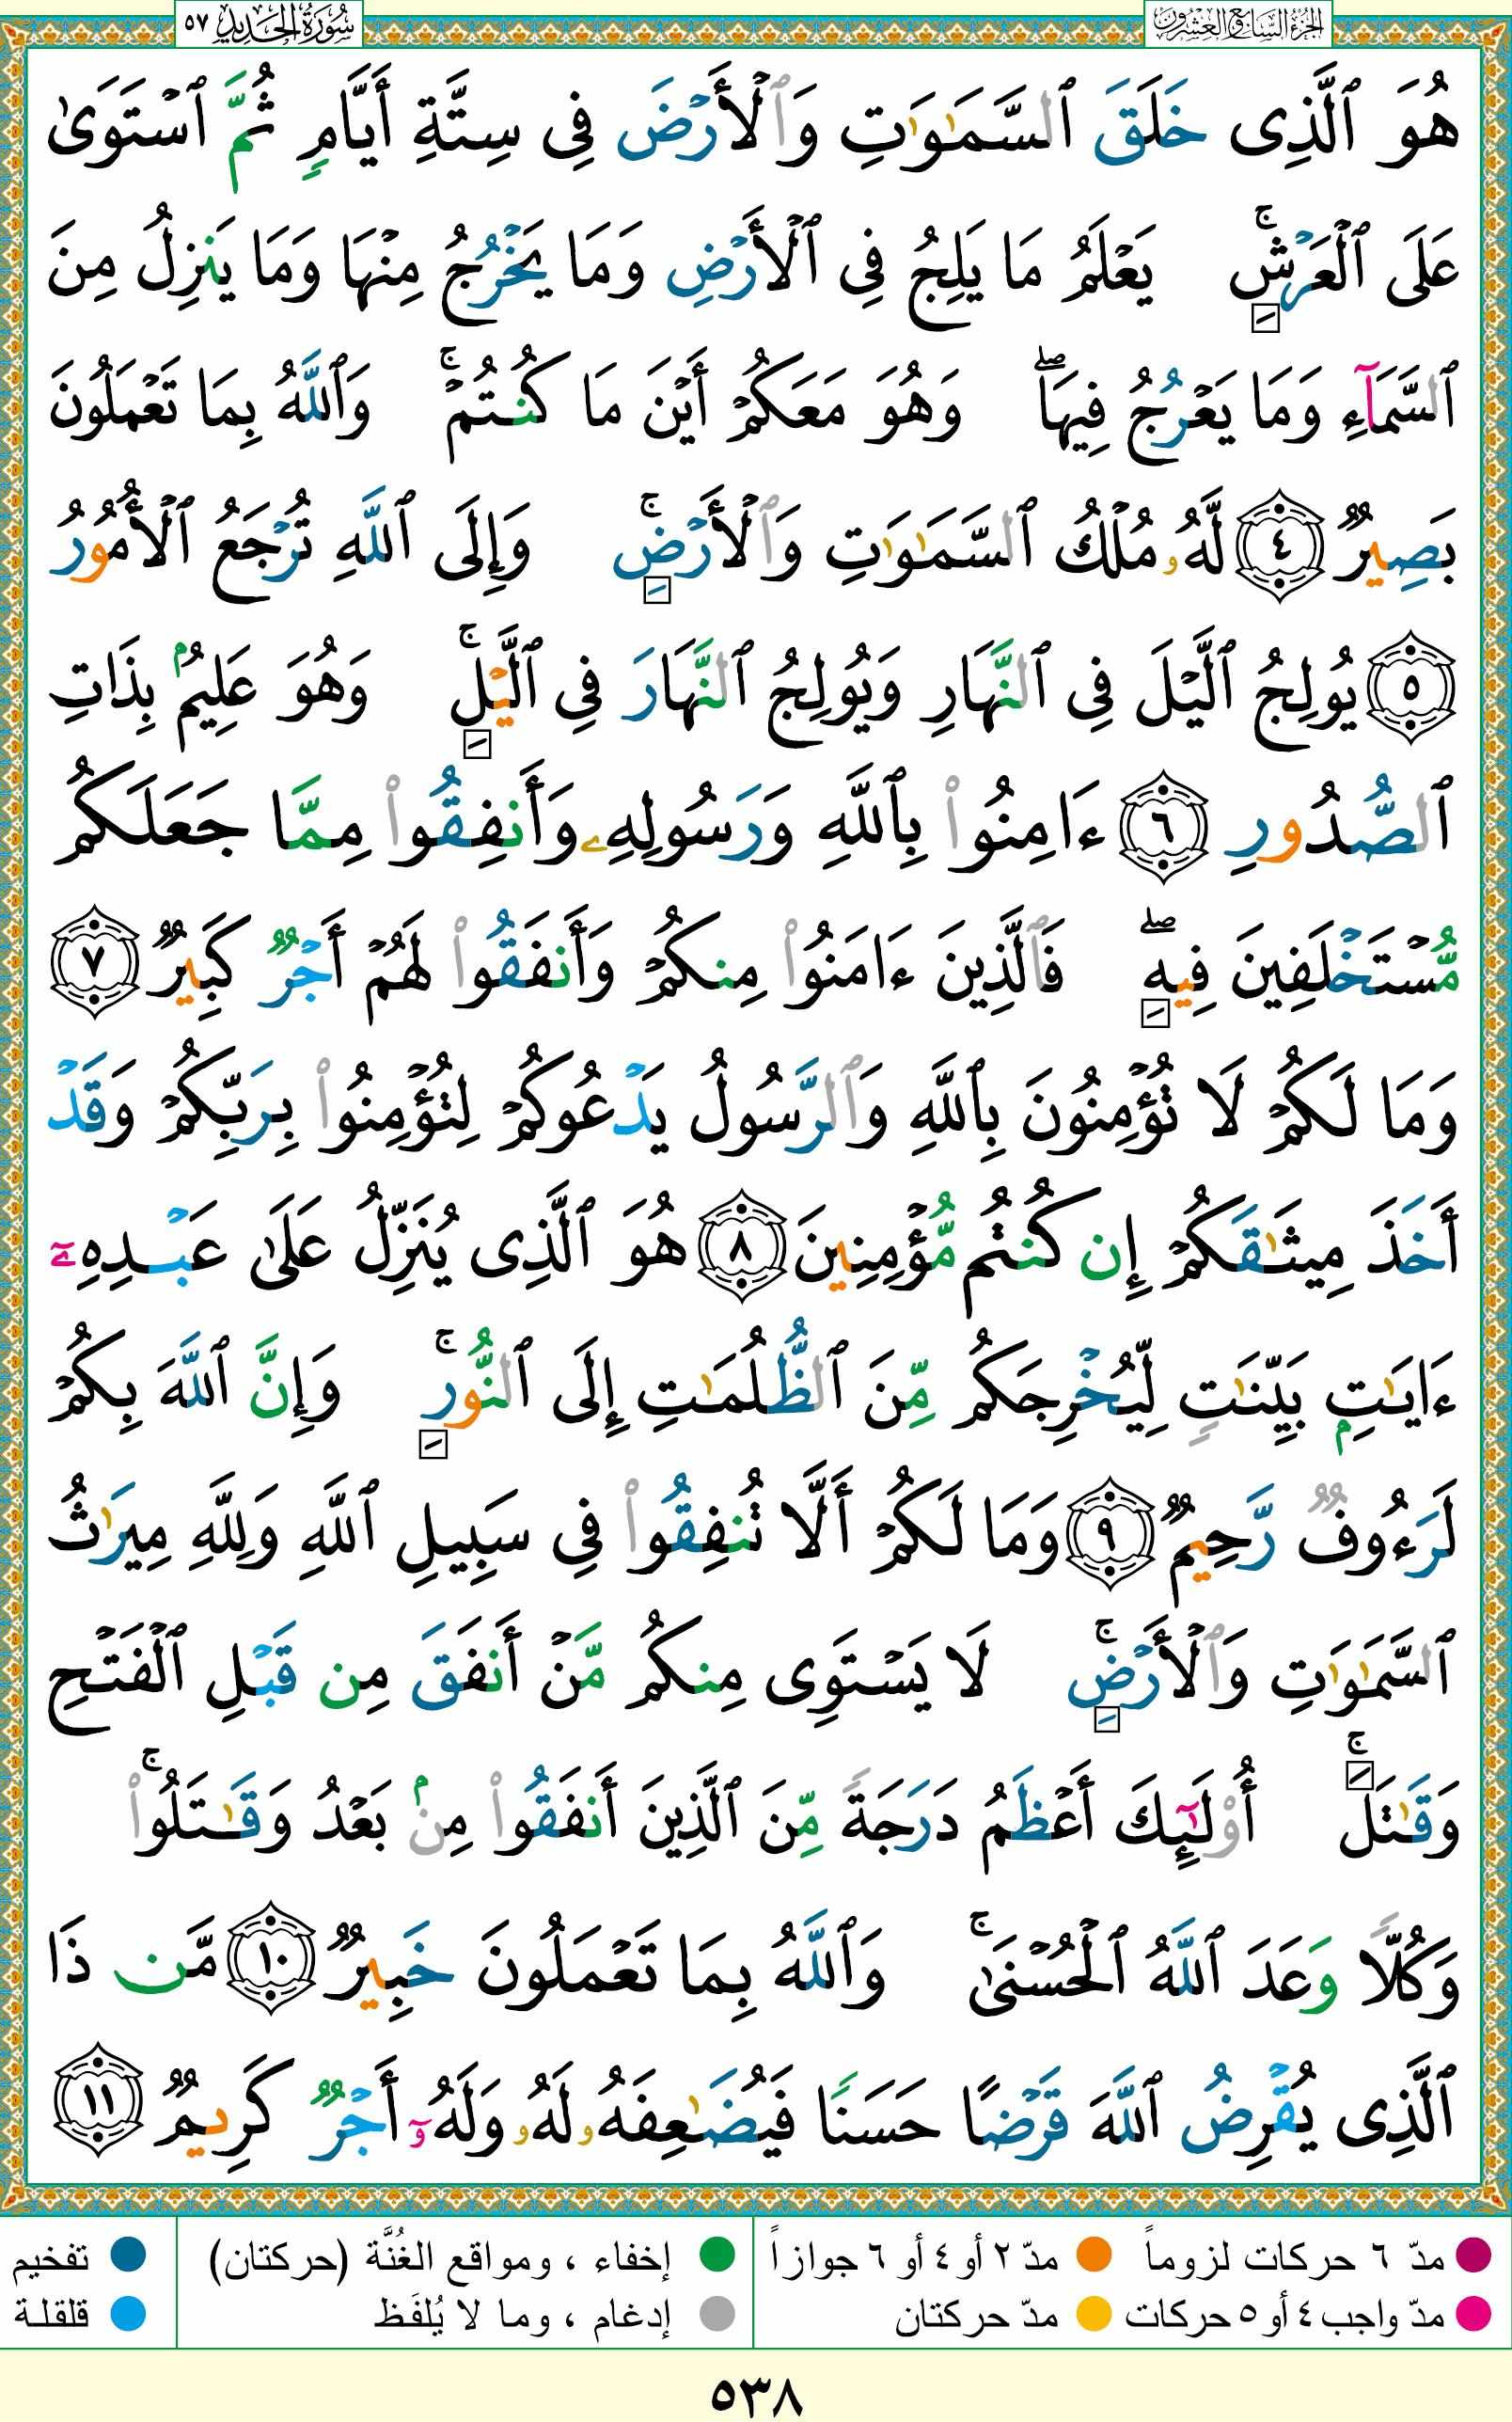 الجزء السابع والعشرون
سورة الحديد ٥٧
هُوَ ٱلَّذِى خَلَقَ ٱلسَّمَٰوَٰتِ وَٱلْأَرْضَ فِى سِتَّةِ أَيَّامٍ ثُمَّ ٱسْتَوَىٰ
عَلَى ٱلْعَرْشِ ۚ يَعْلَمُ مَا يَلِجُ فِى ٱلْأَرْضِ وَمَا يَخْرُجُ مِنْهَا وَمَا يَنزِلُ مِنَ
ٱلسَّمَآءِ وَمَا يَعْرُجُ فِيهَا ۖ وَهُوَ مَعَكُمْ أَيْنَ مَا كُنتُمْ ۚ وَٱللَّهُ بِمَا تَعْمَلُونَ
بَصِيرٌ ٤ لَّهُۥ مُلْكُ ٱلسَّمَٰوَٰتِ وَٱلْأَرْضِ ۚ وَإِلَى ٱللَّهِ تُرْجَعُ ٱلْأُمُورُ
٥ يُولِجُ ٱلَّيْلَ فِى ٱلنَّهَارِ وَيُولِجُ ٱلنَّهَارَ فِى ٱلَّيْلِ ۚ وَهُوَ عَلِيمٌۢ بِذَاتِ
ٱلصُّدُورِ ٦ ءَامِنُوا۟ بِٱللَّهِ وَرَسُولِهِۦ وَأَنفِقُوا۟ مِمَّا جَعَلَكُم
مُّسْتَخْلَفِينَ فِيهِ ۖ فَٱلَّذِينَ ءَامَنُوا۟ مِنكُمْ وَأَنفَقُوا۟ لَهُمْ أَجْرٌ كَبِيرٌ ٧
وَمَا لَكُمْ لَا تُؤْمِنُونَ بِٱللَّهِ وَٱلرَّسُولُ يَدْعُوكُمْ لِتُؤْمِنُوا۟ بِرَبِّكُمْ وَقَدْ
أَخَذَ مِيثَٰقَكُمْ إِن كُنتُم مُّؤْمِنِينَ ٨ هُوَ ٱلَّذِى يُنَزِّلُ عَلَىٰ عَبْدِهِۦٓ
ءَايَٰتٍۭ بَيِّنَٰتٍ لِّيُخْرِجَكُم مِّنَ ٱلظُّلُمَٰتِ إِلَى ٱلنُّورِ ۚ وَإِنَّ ٱللَّهَ بِكُمْ
لَرَءُوفٌ رَّحِيمٌ ٩ وَمَا لَكُمْ أَلَّا تُنفِقُوا۟ فِى سَبِيلِ ٱللَّهِ وَلِلَّهِ مِيرَٰثُ
ٱلسَّمَٰوَٰتِ وَٱلْأَرْضِ ۚ لَا يَسْتَوِى مِنكُم مَّنْ أَنفَقَ مِن قَبْلِ ٱلْفَتْحِ
وَقَٰتَلَ ۚ أُو۟لَٰٓئِكَ أَعْظَمُ دَرَجَةً مِّنَ ٱلَّذِينَ أَنفَقُوا۟ مِنۢ بَعْدُ وَقَٰتَلُوا۟ ۚ
وَكُلًّا وَعَدَ ٱللَّهُ ٱلْحُسْنَىٰ ۚ وَٱللَّهُ بِمَا تَعْمَلُونَ خَبِيرٌ ١٠ مَّن ذَا
ٱلَّذِى يُقْرِضُ ٱللَّهَ قَرْضًا حَسَنًا فَيُضَٰعِفَهُۥ لَهُۥ وَلَهُۥٓ أَجْرٌ كَرِيمٌ ١١
مدّ ٦ حركات لزوماً مدّ ٢ أو ٤ أو ٦ جوازاً إخفاء ، ومواقع الغُنَّة (حركتان) تفخيم
مدّ واجب ٤ أو ٥ حركات مدّ حركتان إدغام ، وما لا يُلفَظ قلقلة
٥٣٨